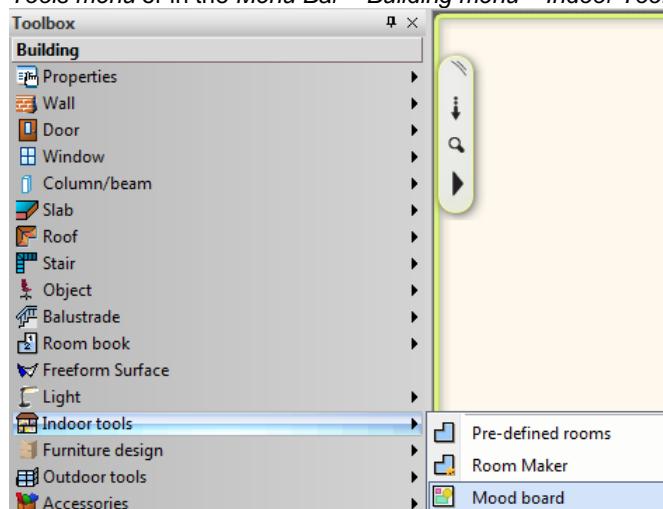 Tools menu or in the Menu Bar – Building menu – Indoor Tool
Toolbox
Building
Properties
Wall
Door
Window
Column/beam
Slab
Roof
Stair
Object
Balustrade
Room book
Freeform Surface
Light
Indoor tools
Pre-defined rooms
Furniture design
Room Maker
Outdoor tools
Mood board
Accessories